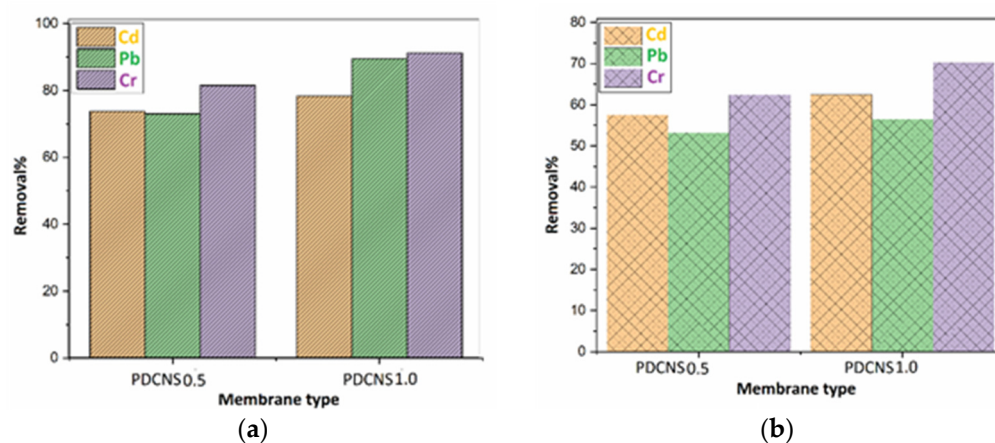 100
80
60
40
20
0
Removal%
Cd
Pb
Cr
PDCNS0.5
PDCNS1.0
Membrane type
(a)
80
70
60
50
40
30
20
10
0
Removal%
Cd
Pb
Cr
PDCNS0.5
PDCNS1.0
Membrane type
(b)